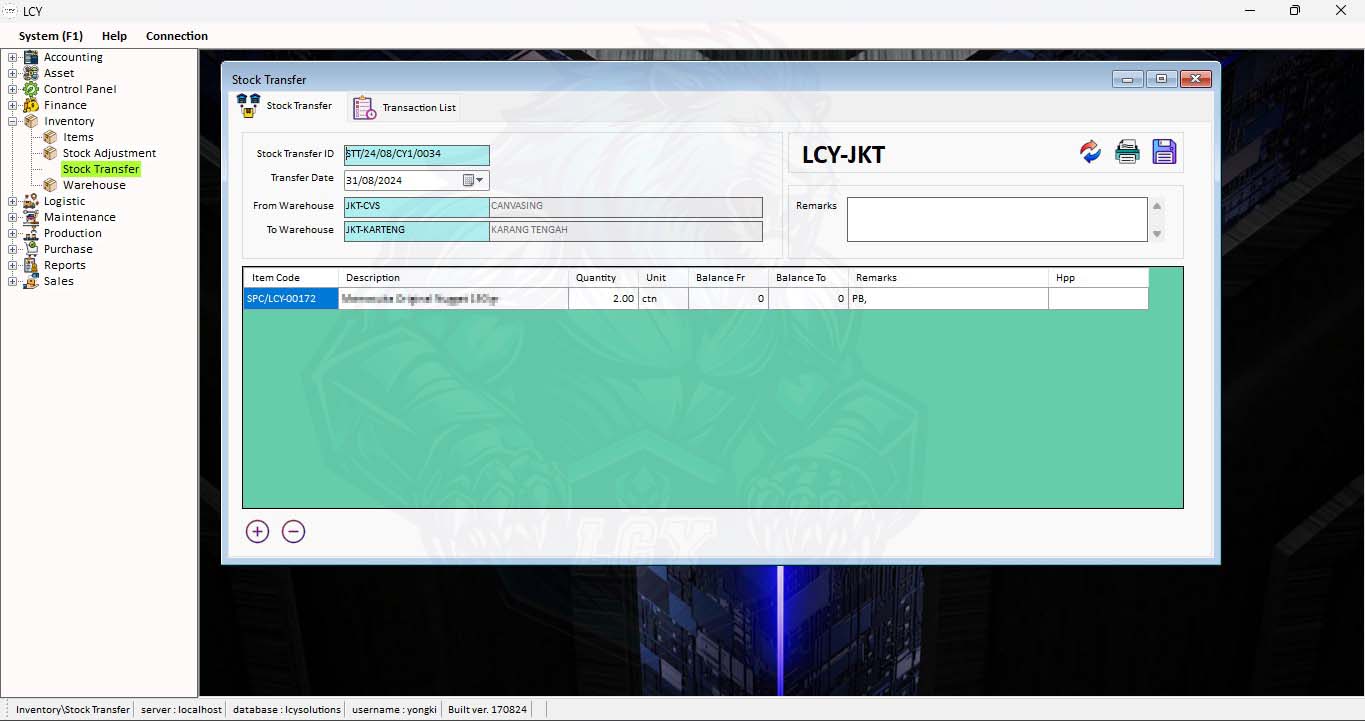 LCY
System (F1) Help Connection
Accounting
Asset
Control Panel
Finance
Inventory
Items
Stock Adjustment
Stock Transfer
Warehouse
Logistic
Maintenance
Production
Purchase
Reports
Sales
Stock Transfer
Stock Transfer Transaction List
Stock Transfer ID STT/24/08/CY1/0034
Transfer Date 31/08/2024
From Warehouse JKT-CVS CANVASING
To Warehouse JKT-KARTENG KARANG TENGAH
LCY-JKT
Remarks
Item Code Description Quantity Unit Balance Fr Balance To Remarks Hpp
SPC/LCY-00172 2.00 ctn 0 0 PB,
LCY
Inventory\Stock Transfer server : localhost database : lcysolutions username : yongki Built ver. 170824